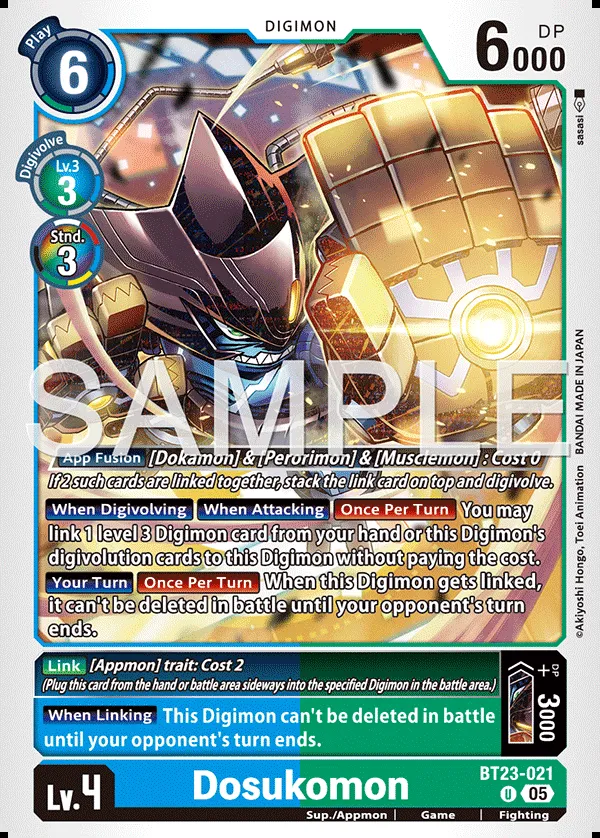 DIGIMON
Play
6
DP
6000
Digivolve
Lv.3
3
Stnd.
3
sasasi
SAMPLE
App Fusion [Dokamon] & [Perorimon] & [Musclemon] : Cost 0
If 2 such cards are linked together, stack the link card on top and digivolve.
When Digivolving When Attacking Once Per Turn You may
link 1 level 3 Digimon card from your hand or this Digimon's
digivolution cards to this Digimon without paying the cost.
Your Turn Once Per Turn When this Digimon gets linked,
it can't be deleted in battle until your opponent's turn
ends.
©Akiyoshi Hongo, Toei Animation BANDAI MADE IN JAPAN
Link [Appmon] trait: Cost 2
(Plug this card from the hand or battle area sideways into the specified Digimon in the battle area.)
When Linking This Digimon can't be deleted in battle
until your opponent's turn ends.
DP
+3000
Lv.4
Dosukomon
BT23-021
U 05
Sup./Appmon | Game | Fighting